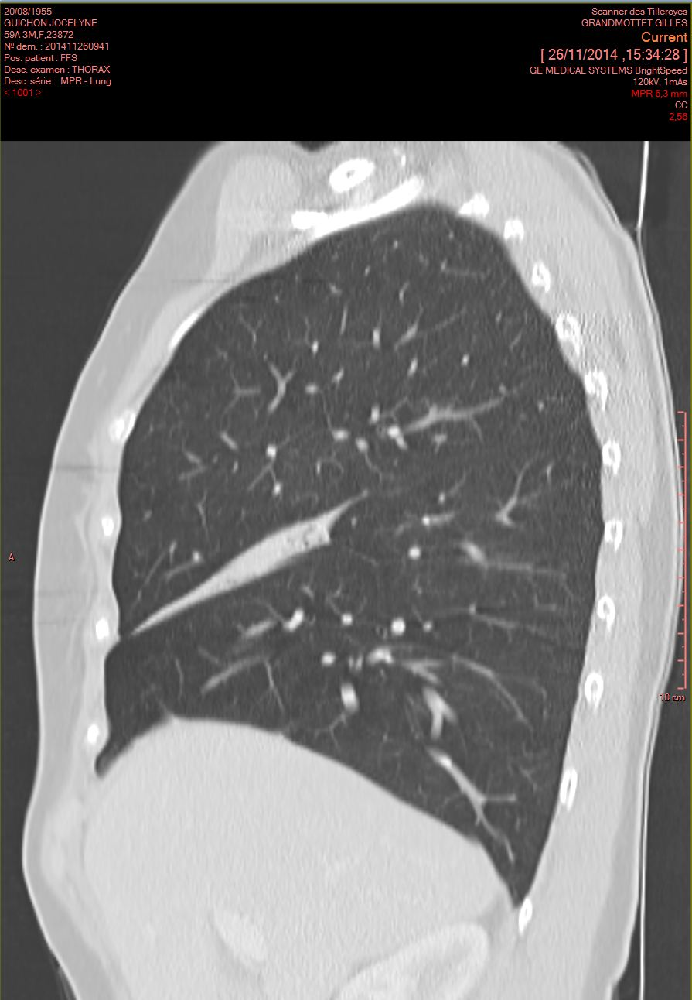 20/08/1955
GUICHON JOCELYNE
59A 3M,F,23872
Nº dem. : 201411260941
Pos. patient : FFS
Desc. examen : THORAX
Desc. série : MPR - Lung
< 1001 >
Scanner des Tilleroyes
GRANDMOTTET GILLES
Current
[ 26/11/2014 ,15:34:28 ]
GE MEDICAL SYSTEMS BrightSpeed
120kV, 1mAs
MPR 6,3 mm
CC
2,56
A
10 cm